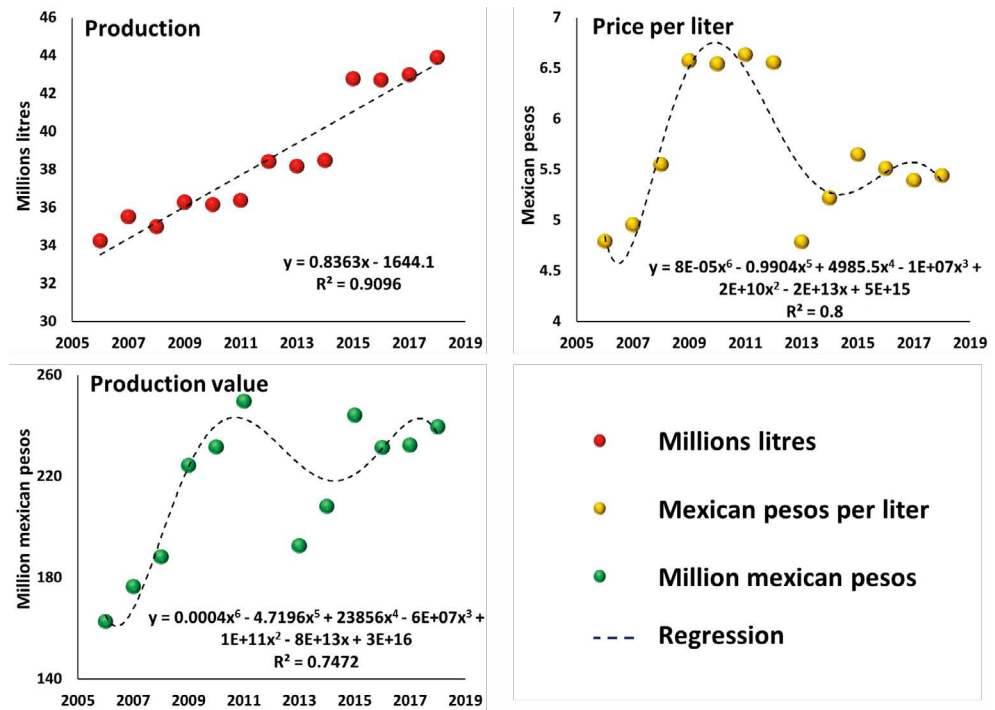 Production
Millions litres
46
44
42
40
38
36
34
32
30
y = 0.8363x - 1644.1
R² = 0.9096
2005 2007 2009 2011 2013 2015 2017 2019
Price per liter
Mexican pesos
7
6.5
6
5.5
5
4.5
4
y = 8E-05x⁶ - 0.9904x⁵ + 4985.5x⁴ - 1E+07x³ +
2E+10x² - 2E+13x + 5E+15
R² = 0.8
2005 2007 2009 2011 2013 2015 2017 2019
Production value
Million mexican pesos
260
220
180
140
y = 0.0004x⁶ - 4.7196x⁵ + 23856x⁴ - 6E+07x³ +
1E+11x² - 8E+13x + 3E+16
R² = 0.7472
2005 2007 2009 2011 2013 2015 2017 2019
Millions litres
Mexican pesos per liter
Million mexican pesos
Regression